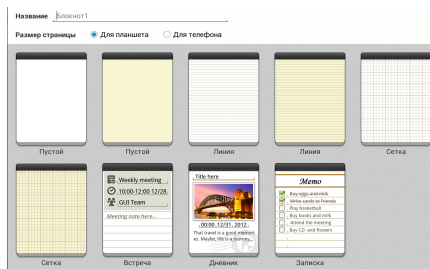 Название Блокнот1
Размер страницы Для планшета Для телефона
Пустой Пустой Линия Линия Сетка
Weekly meeting
10:00-12:00 12/28
GUI Team
Meeting note here...
Title here
00:00, 12/31, 2012
That travel is a good memori
es. Maybe, life is a journey...
Memo
Buy eggs and milk
Write cards to friends
Play basketball
Buy books and milk
Attend the meeting
Buy CD and flowers
Сетка Встреча Дневник Записка